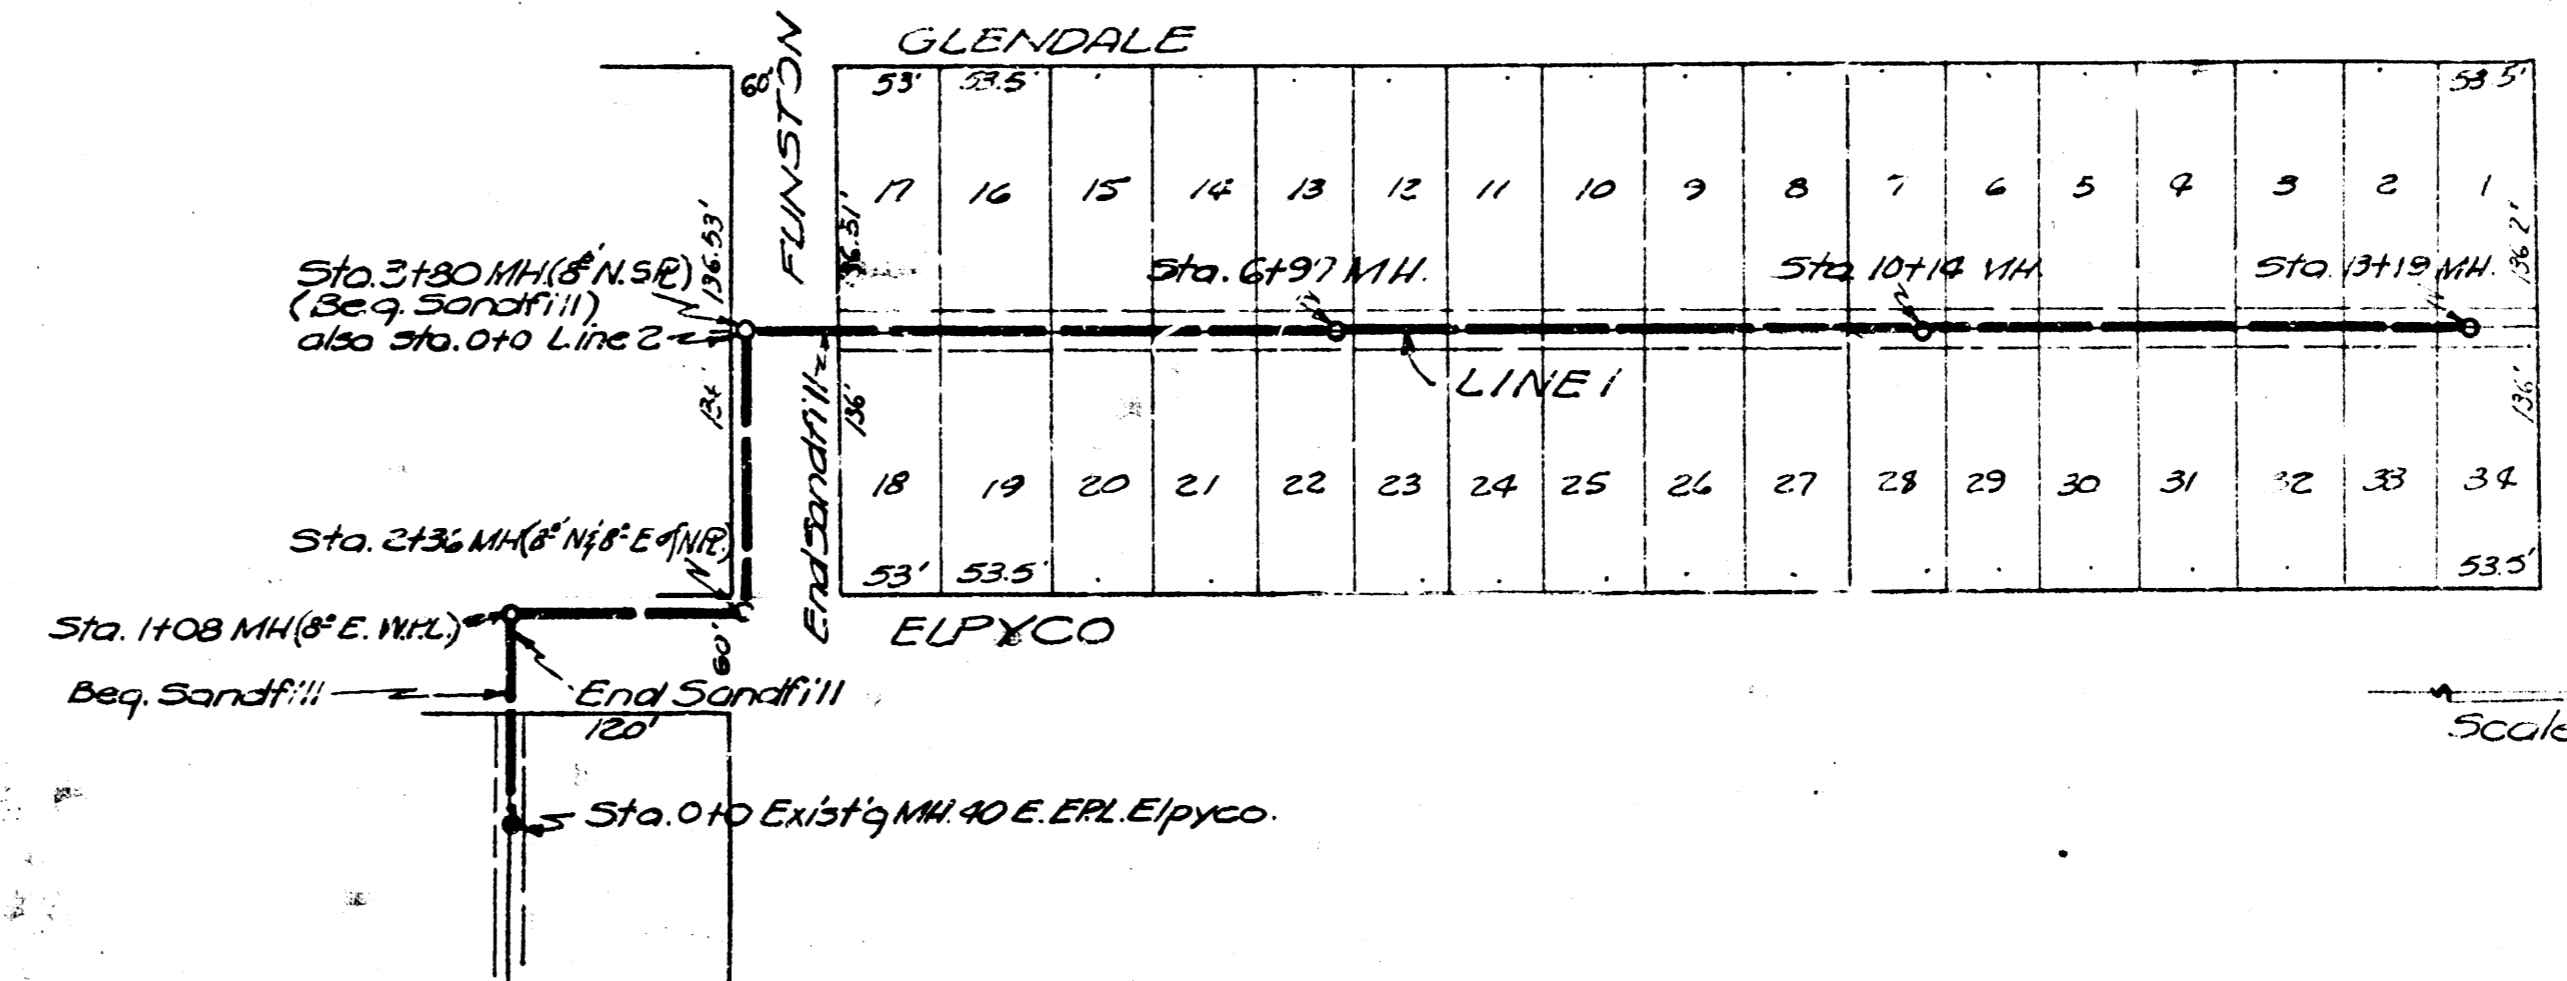 GLENDALE
FUNSTON
60'
53' 53.5' 53.5'
17 16 15 14 13 12 11 10 9 8 7 6 5 4 3 2 1
136.53'
136.51'
136.2'
Sta. 3+80 MH (8' N. SPL)
(Beg. Sandfill)
also sta. 0+0 Line 2
Sta. 6+97 MH.
Sta 10+14 MH
Sta. 13+19 MH.
LINE 1
134'
136'
136'
End Sandfill
18 19 20 21 22 23 24 25 26 27 28 29 30 31 32 33 34
Sta. 2+36 MH
53' 53.5' 53.5'
ELPYCO
Sta. 1+08 MH (8' E. W.P.L.)
60'
Beg. Sandfill
End Sandfill
120'
Sta. 0+0 Exist'g MH. 40 E. EPL. Elpyco.
Scale